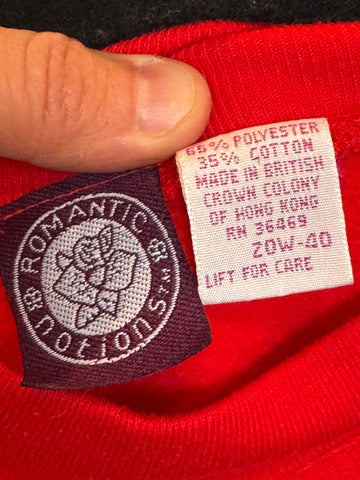 ROMANTIC
notions™
65% POLYESTER
35% COTTON
MADE IN BRITISH
CROWN COLONY
OF HONG KONG
RN 36469
20W-40
LIFT FOR CARE